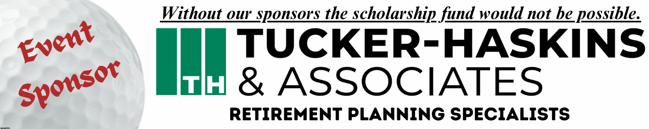 Without our sponsors the scholarship fund would not be possible.
Event
Sponsor
TH
TUCKER-HASKINS
& ASSOCIATES
RETIREMENT PLANNING SPECIALISTS